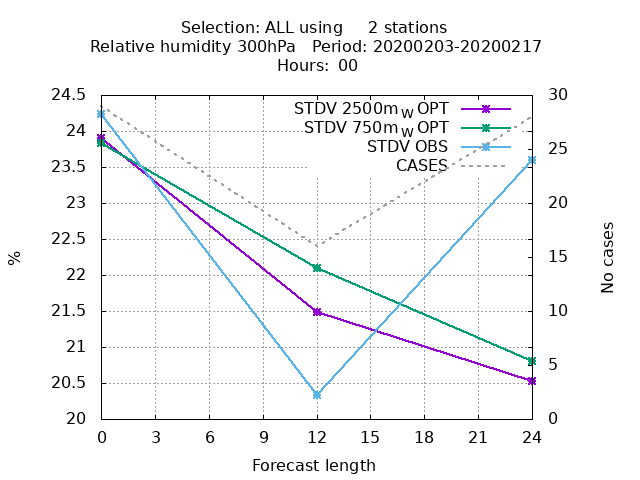 Selection: ALL using     2 stations
Relative humidity 300hPa   Period: 20200203-20200217
Hours:  00
STDV 2500m_W OPT
STDV 750m_W OPT
STDV OBS
CASES
24.5
24
23.5
23
22.5
22
21.5
21
20.5
20
%
30
25
20
15
10
5
0
No cases
0 3 6 9 12 15 18 21 24
Forecast length